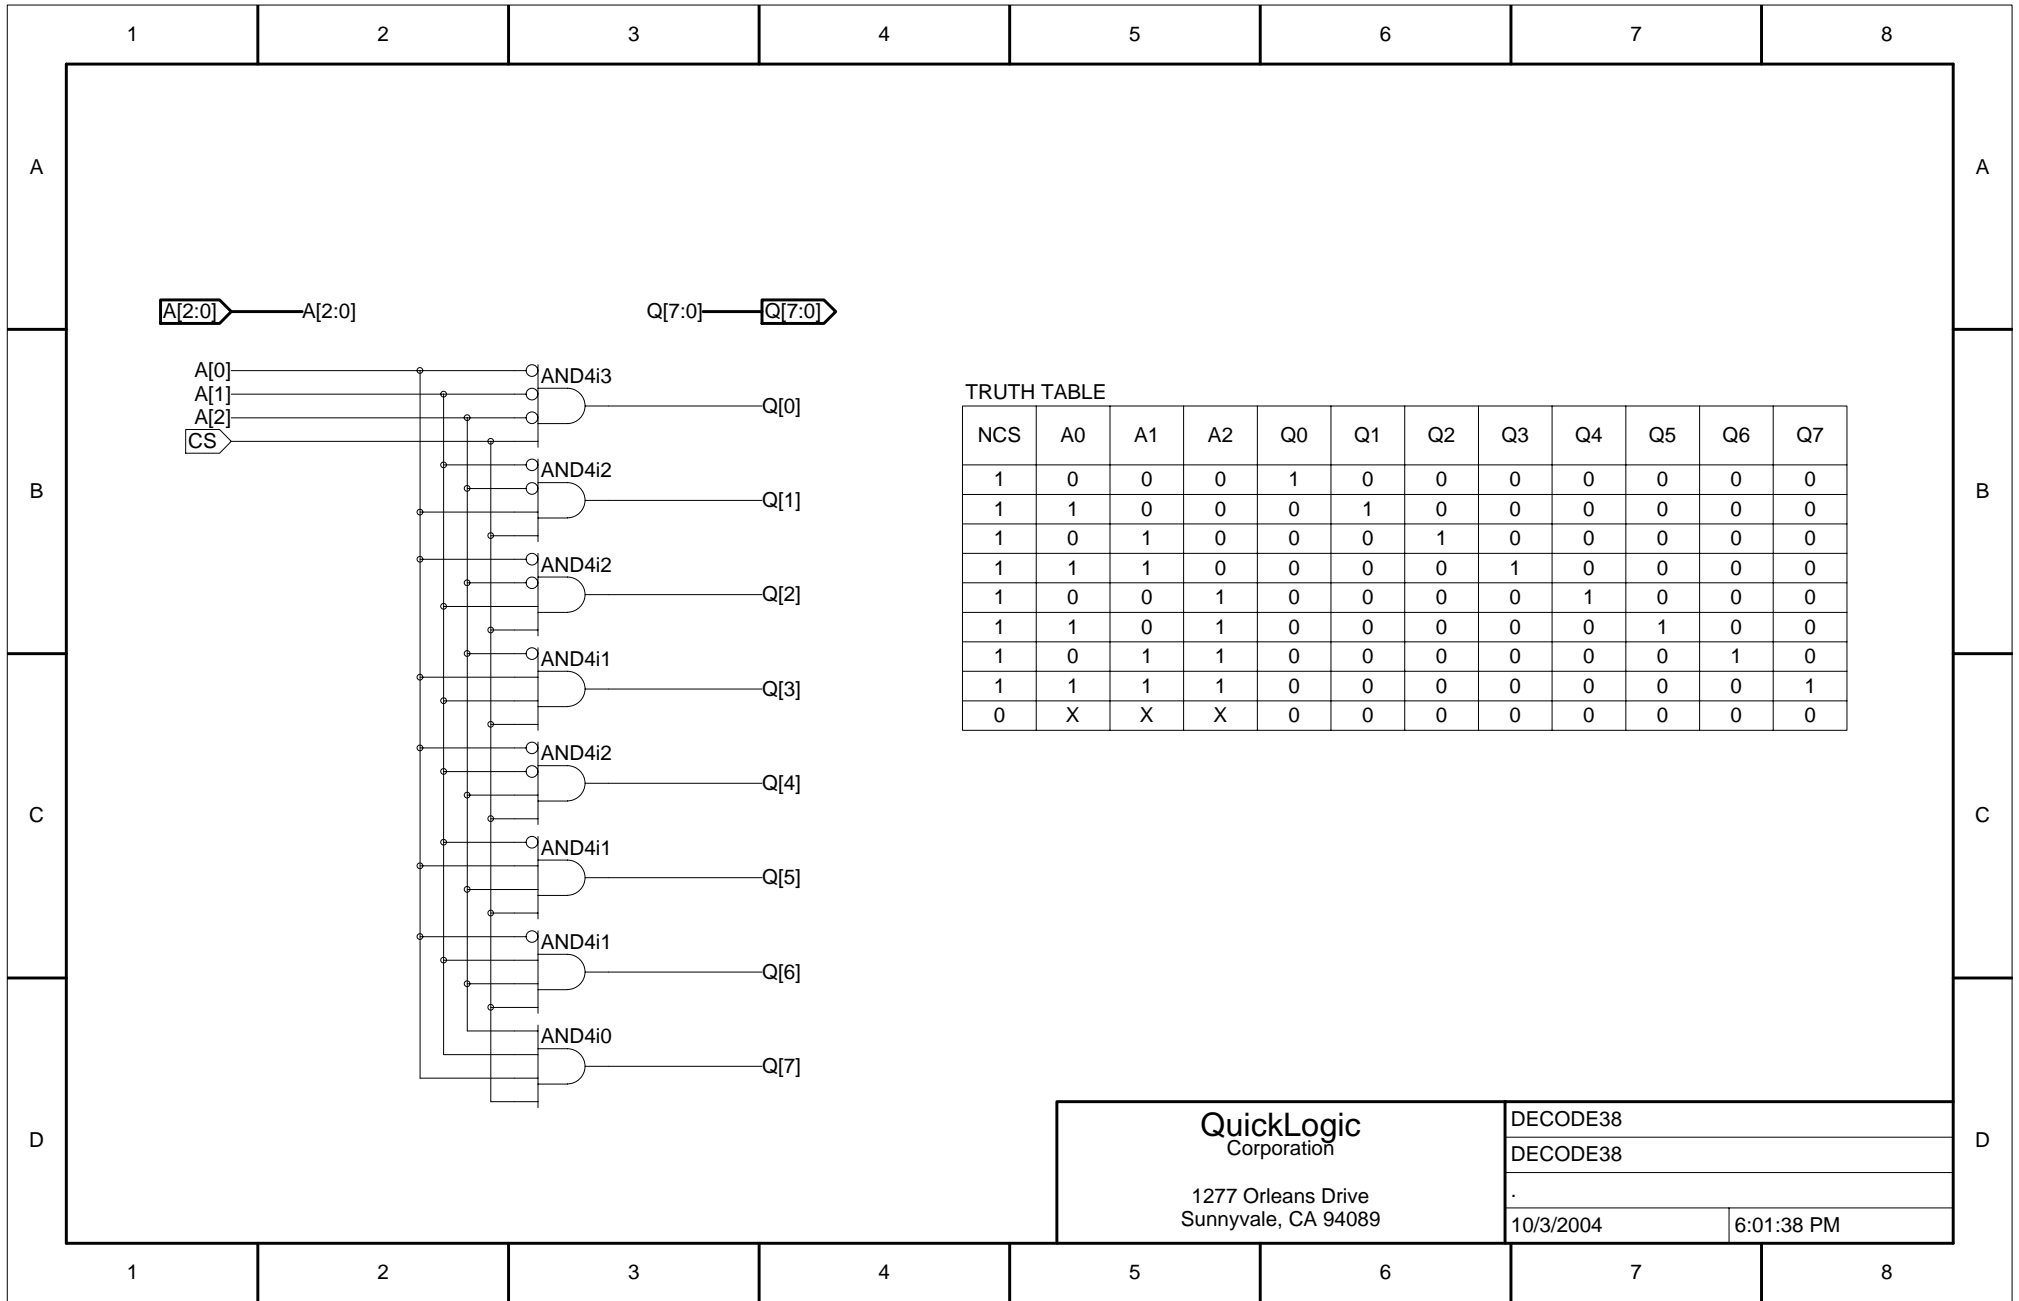 1 2 3 4 5 6 7 8
A A
A[2:0] A[2:0] Q[7:0] Q[7:0]
A[0]
A[1]
A[2]
CS
AND4i3
Q[0]
AND4i2
Q[1]
AND4i2
Q[2]
AND4i1
Q[3]
AND4i2
Q[4]
AND4i1
Q[5]
AND4i1
Q[6]
AND4i0
Q[7]
B B
TRUTH TABLE
NCS A0 A1 A2 Q0 Q1 Q2 Q3 Q4 Q5 Q6 Q7
1 0 0 0 1 0 0 0 0 0 0 0
1 1 0 0 0 1 0 0 0 0 0 0
1 0 1 0 0 0 1 0 0 0 0 0
1 1 1 0 0 0 0 1 0 0 0 0
1 0 0 1 0 0 0 0 1 0 0 0
1 1 0 1 0 0 0 0 0 1 0 0
1 0 1 1 0 0 0 0 0 0 1 0
1 1 1 1 0 0 0 0 0 0 0 1
0 X X X 0 0 0 0 0 0 0 0
C C
D D
QuickLogic
Corporation
1277 Orleans Drive
Sunnyvale, CA 94089
DECODE38
DECODE38
.
10/3/2004 6:01:38 PM
1 2 3 4 5 6 7 8